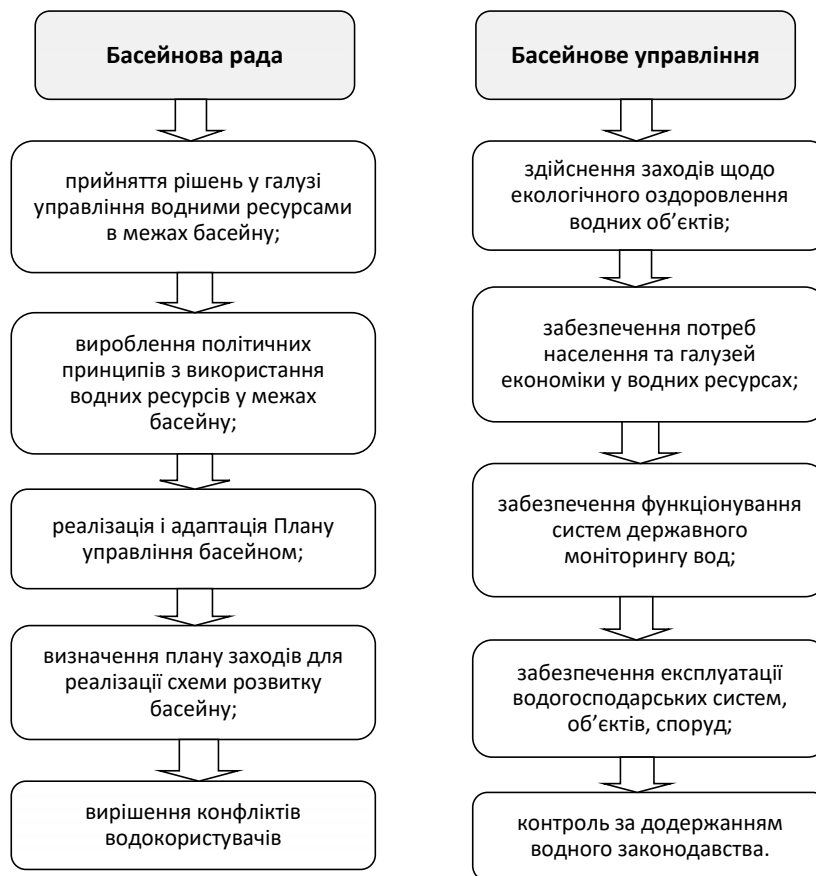 Басейнова рада
прийняття рішень у галузі
управління водними ресурсами
в межах басейну;
вироблення політичних
принципів з використання
водних ресурсів у межах
басейну;
реалізація і адаптація Плану
управління басейном;
визначення плану заходів для
реалізації схеми розвитку
басейну;
вирішення конфліктів
водокористувачів
Басейнове управління
здійснення заходів щодо
екологічного оздоровлення
водних об’єктів;
забезпечення потреб
населення та галузей
економіки у водних ресурсах;
забезпечення функціонування
систем державного
моніторингу вод;
забезпечення експлуатації
водогосподарських систем,
об’єктів, споруд;
контроль за додержанням
водного законодавства.